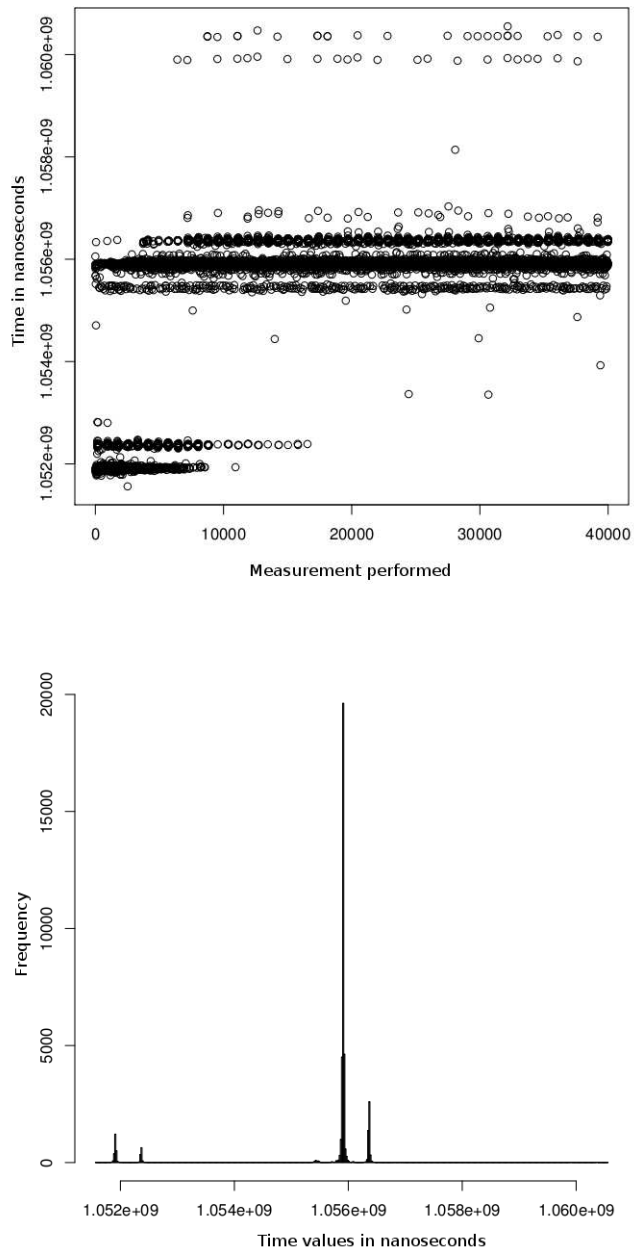 1.060e+09
1.058e+09
1.056e+09
1.054e+09
1.052e+09
Time in nanoseconds
0 10000 20000 30000 40000
Measurement performed
20000
15000
10000
5000
0
Frequency
1.052e+09 1.054e+09 1.056e+09 1.058e+09 1.060e+09
Time values in nanoseconds